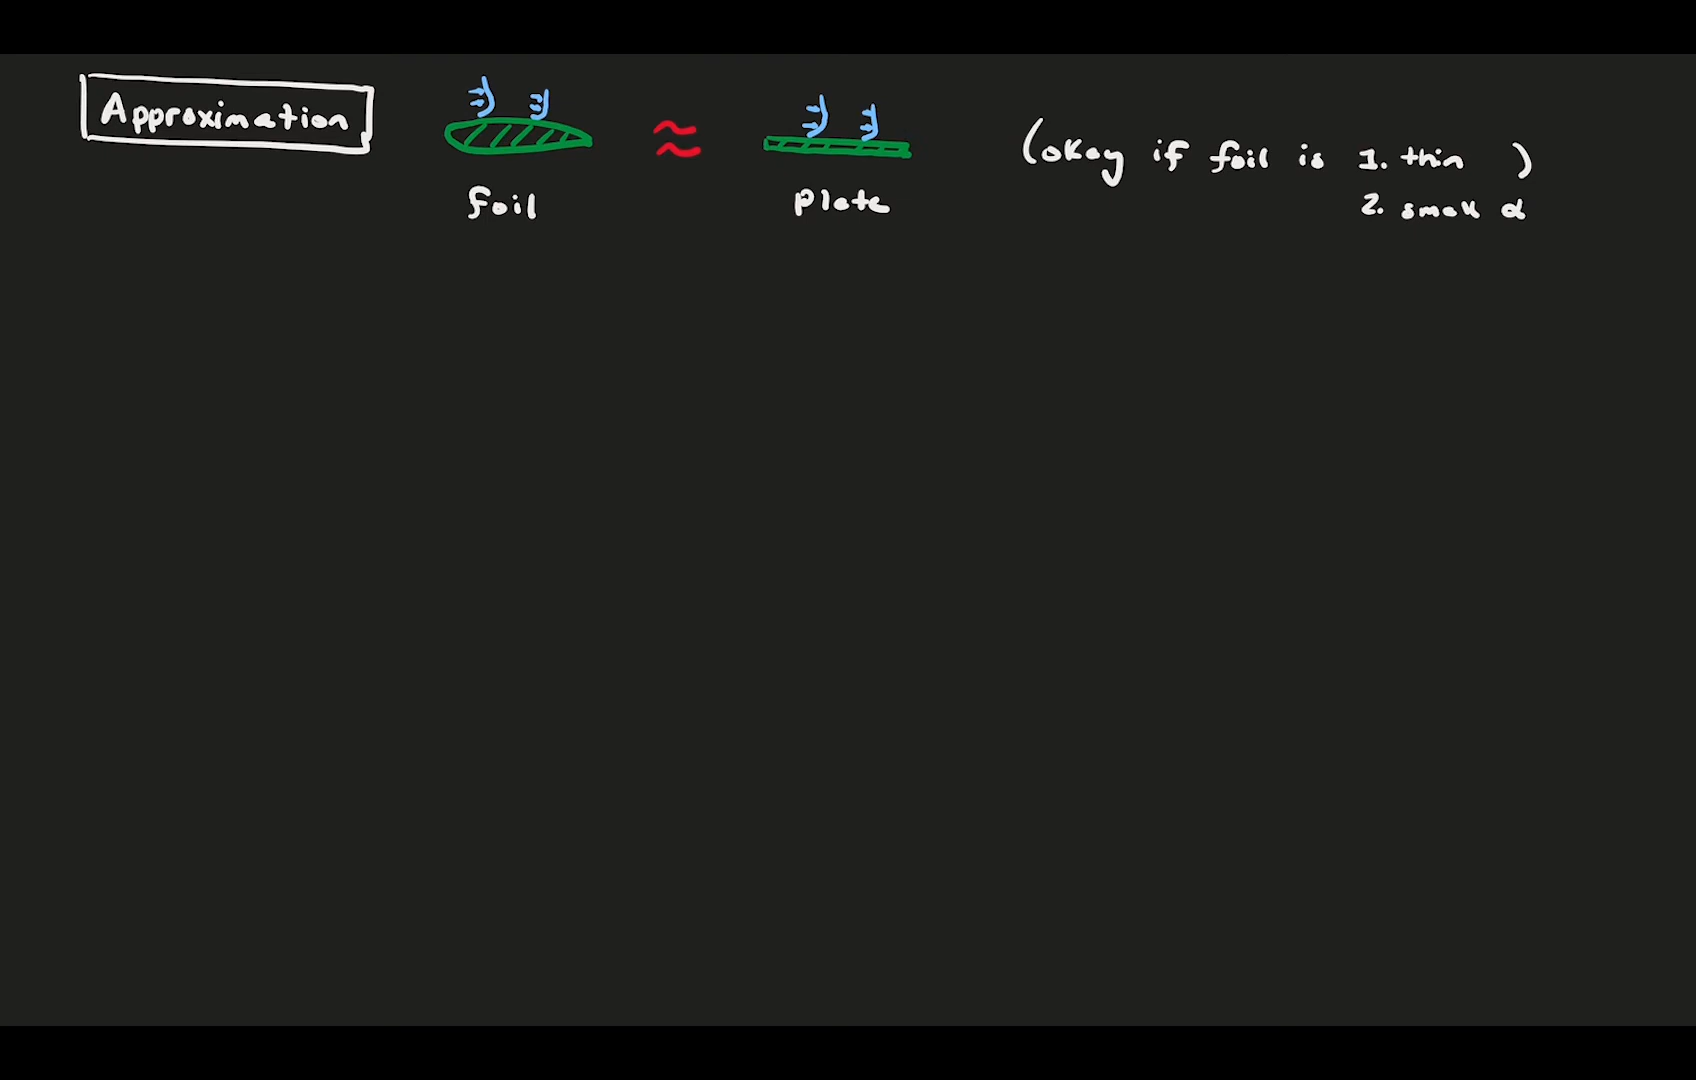 Approximation ≈ (okay if foil is 1. thin )
foil plate 2. small α